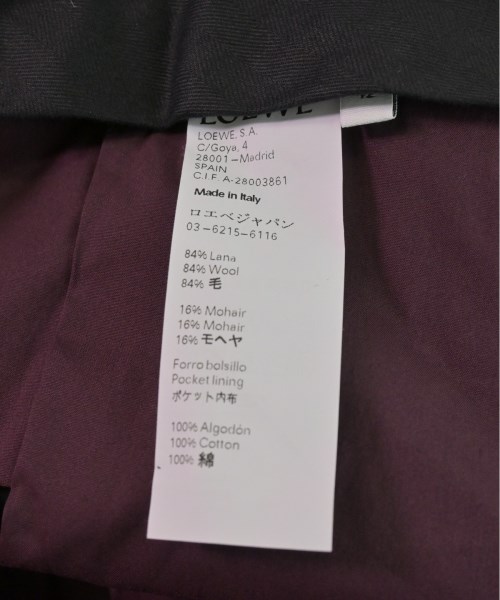 LOEWE
LOEWE S.A.
C/Goya, 4
28001-Madrid
SPAIN
C.I.F. A-28003861
Made in Italy
ロエベジャパン
03-6215-6116
84% Lana
84% Wool
84% 毛
16% Mohair
16% Mohair
16% モヘヤ
Forro bolsillo
Pocket lining
ポケット内布
100% Algodón
100% Cotton
100% 綿